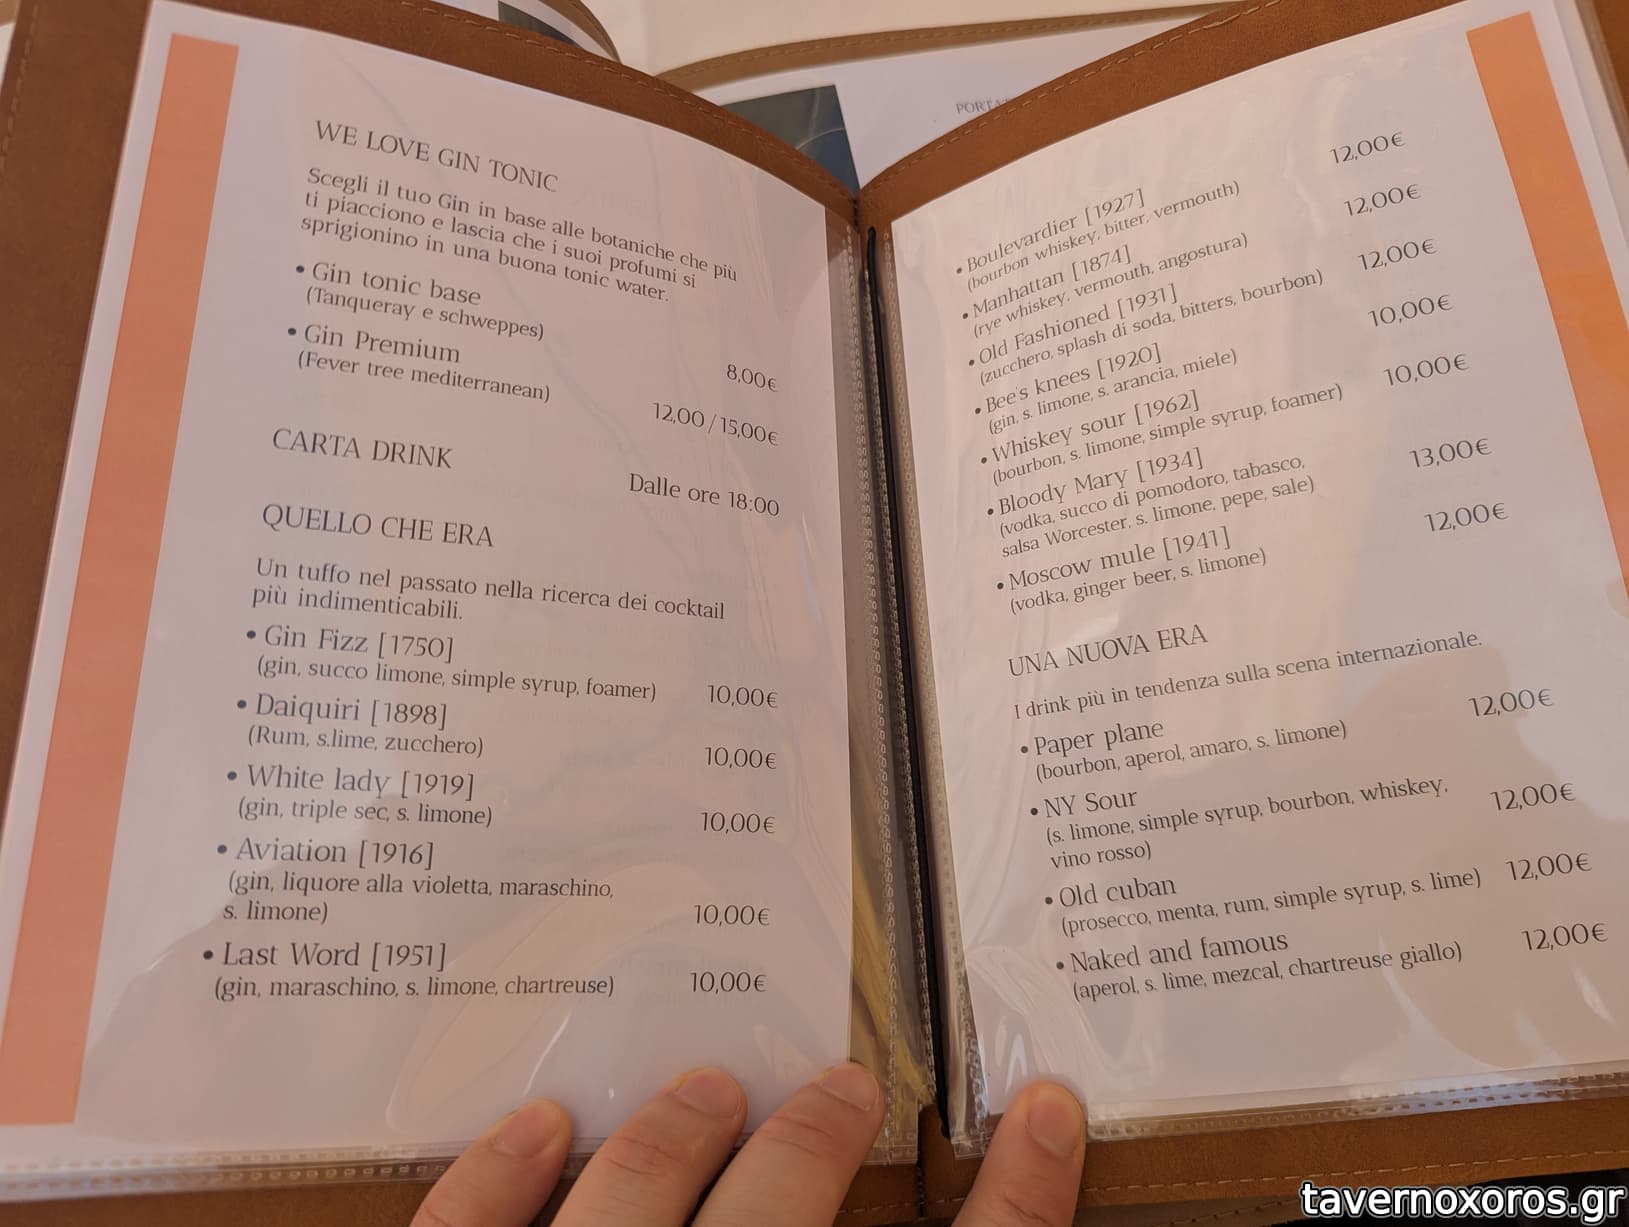 WE LOVE GIN TONIC
Scegli il tuo Gin in base alle botaniche che più
ti piacciono e lascia che i suoi profumi si
sprigionino in una buona tonic water.
• Gin tonic base
(Tanqueray e schweppes)
8,00€
• Gin Premium
(Fever tree mediterranean)
12,00/15,00€
CARTA DRINK
Dalle ore 18:00
QUELLO CHE ERA
Un tuffo nel passato nella ricerca dei cocktail
più indimenticabili.
• Gin Fizz [1750]
(gin, succo limone, simple syrup, foamer) 10,00€
• Daiquiri [1898]
(Rum, s.lime, zucchero) 10,00€
• White lady [1919]
(gin, triple sec, s. limone) 10,00€
• Aviation [1916]
(gin, liquore alla violetta, maraschino,
s. limone) 10,00€
• Last Word [1951]
(gin, maraschino, s. limone, chartreuse) 10,00€
• Boulevardier [1927] 12,00€
(bourbon whiskey, bitter, vermouth)
• Manhattan [1874] 12,00€
(rye whiskey, vermouth, angostura)
• Old Fashioned [1931] 12,00€
(zucchero, splash di soda, bitters, bourbon)
• Bee's knees [1920] 10,00€
(gin, s. limone, s. arancia, miele)
• Whiskey sour [1962] 10,00€
(bourbon, s. limone, simple syrup, foamer)
• Bloody Mary [1934] 13,00€
(vodka, succo di pomodoro, tabasco,
salsa Worcester, s. limone, pepe, sale)
• Moscow mule [1941] 12,00€
(vodka, ginger beer, s. limone)
UNA NUOVA ERA
I drink più in tendenza sulla scena internazionale.
• Paper plane 12,00€
(bourbon, aperol, amaro, s. limone)
• NY Sour 12,00€
(s. limone, simple syrup, bourbon, whiskey,
vino rosso)
• Old cuban 12,00€
(prosecco, menta, rum, simple syrup, s. lime)
• Naked and famous 12,00€
(aperol, s. lime, mezcal, chartreuse giallo)
tavernoxoros.gr